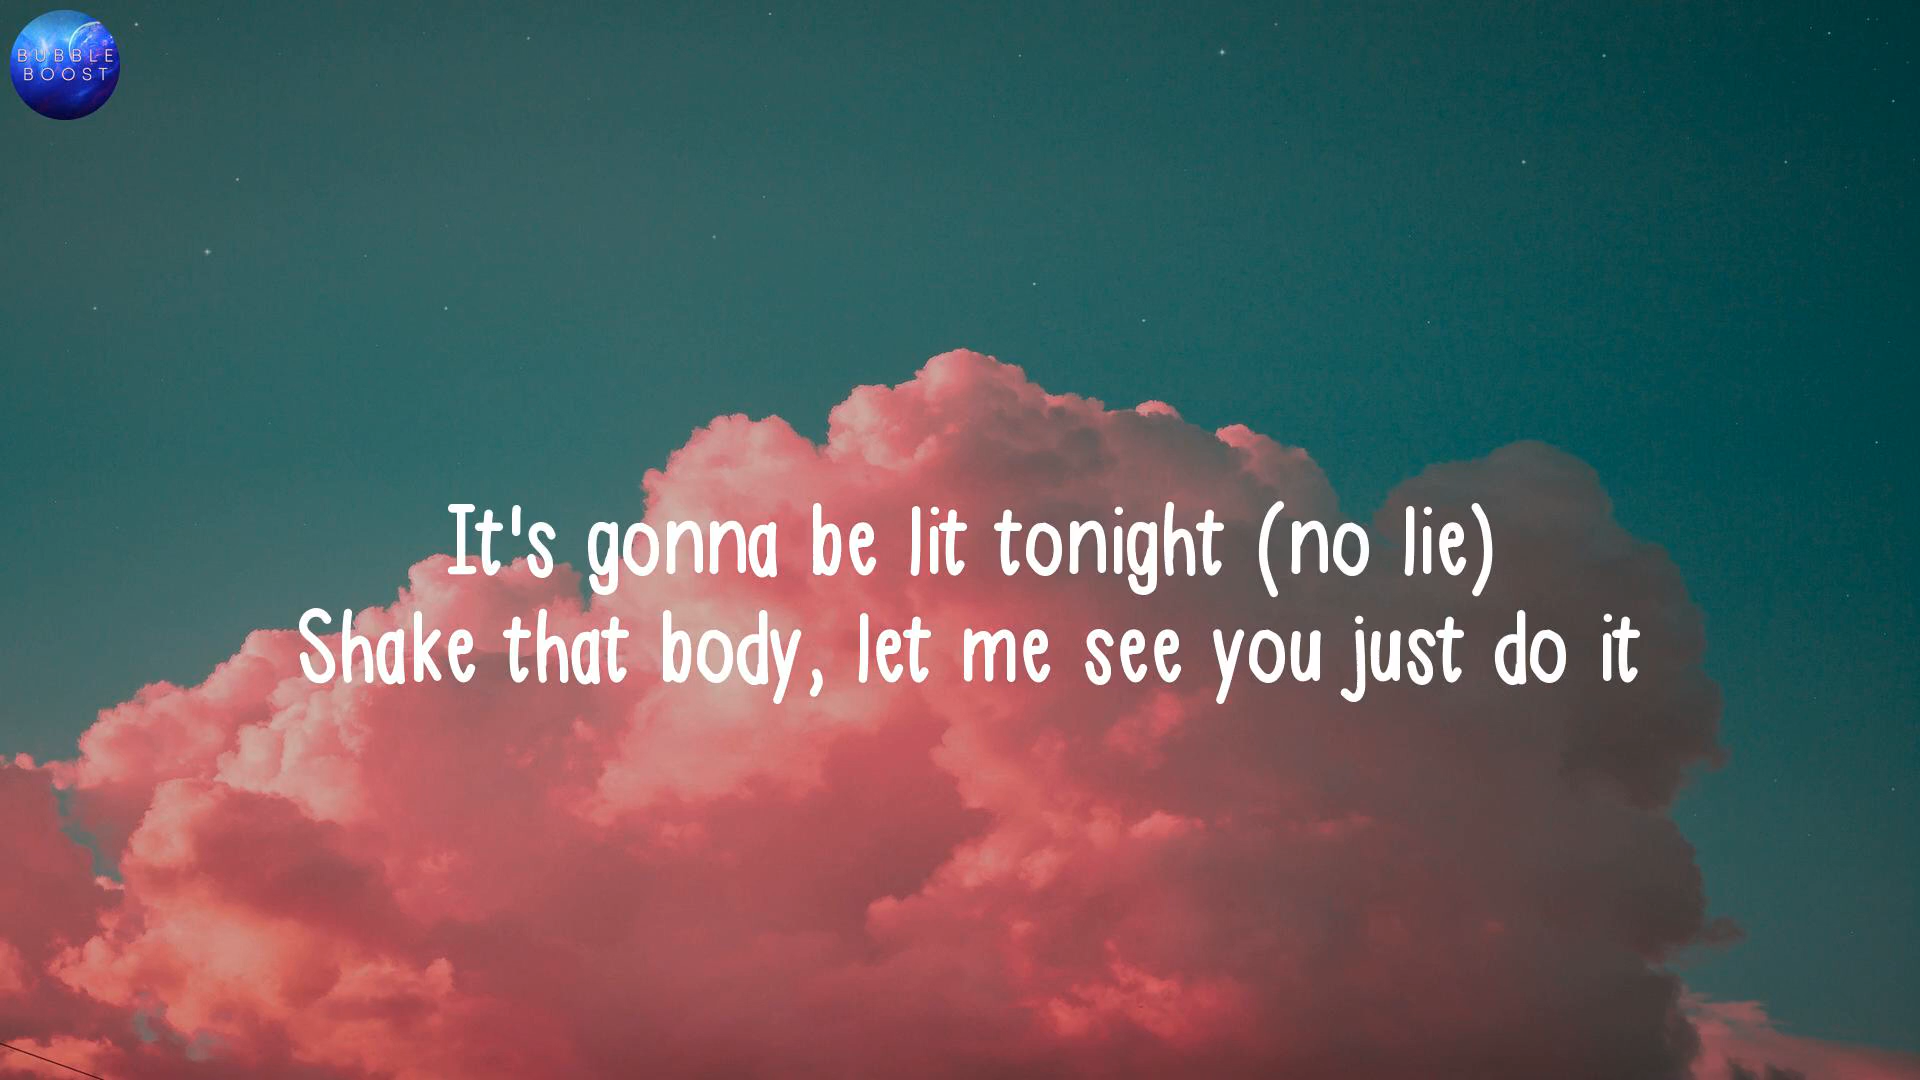 BUBBLE
BOOST
It's gonna be lit tonight (no lie)
Shake that body, let me see you just do it